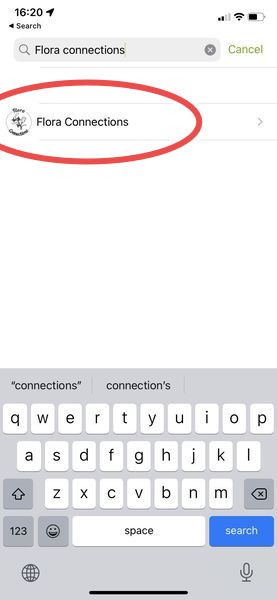 16:20
◀ Search
Flora connections
Cancel
Flora
Connections
Flora Connections
“connections” connection's
q w e r t y u i o p
a s d f g h j k l
z x c v b n m
123 space search